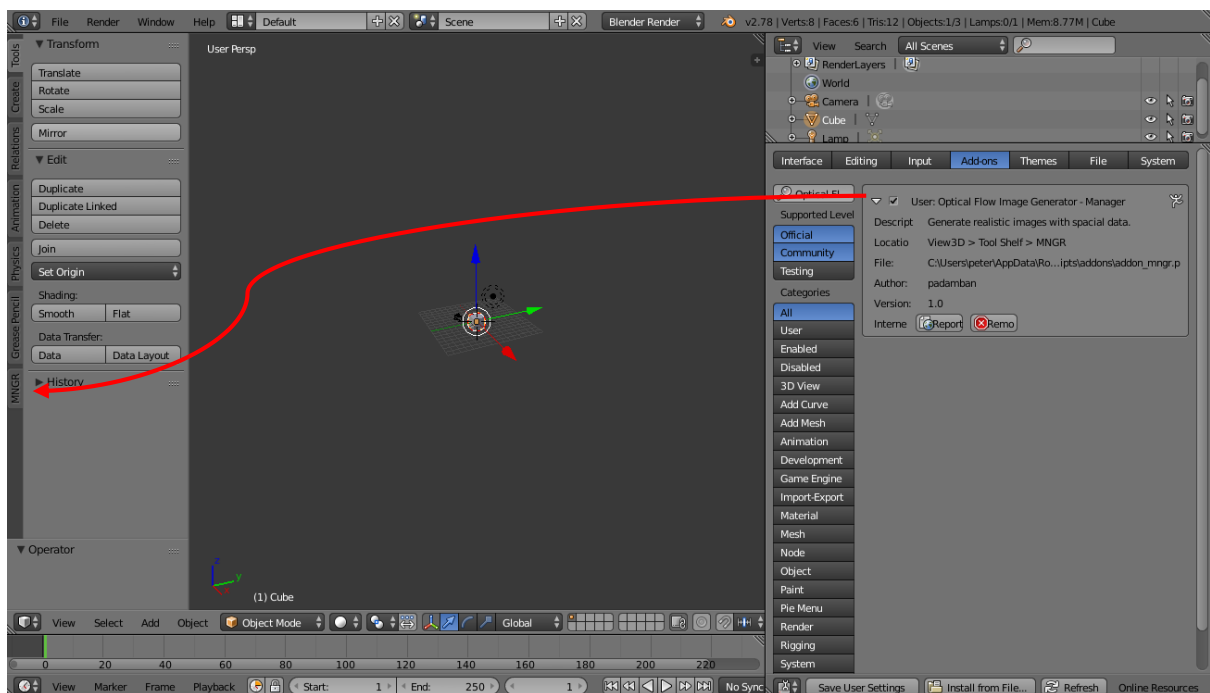 File Render Window Help Default Scene Blender Render v2.78 | Verts:8 | Faces:6 | Tris:12 | Objects:1/3 | Lamps:0/1 | Mem:8.77M | Cube
Tools
Create
Relations
Animation
Physics
Grease Pencil
MNGR
Transform
Translate
Rotate
Scale
Mirror
Edit
Duplicate
Duplicate Linked
Delete
Join
Set Origin
Shading:
Smooth Flat
Data Transfer:
Data Data Layout
History
Operator
User Persp
z
y
(1) Cube
View Select Add Object Object Mode Global
0 20 40 60 80 100 120 140 160 180 200 220
View Marker Frame Playback Start: 1 End: 250 1 No Sync
View Search All Scenes
RenderLayers
World
Camera
Cube
Lamp
Interface Editing Input Add-ons Themes File System
Optical Fl
Supported Level
Official
Community
Testing
Categories
All
User
Enabled
Disabled
3D View
Add Curve
Add Mesh
Animation
Development
Game Engine
Import-Export
Material
Mesh
Node
Object
Paint
Pie Menu
Render
Rigging
System
User: Optical Flow Image Generator - Manager
Descript Generate realistic images with spacial data.
Locatio View3D > Tool Shelf > MNGR
File: C:\Users\peter\AppData\Ro...ipts\addons\addon_mngr.p
Author: padamban
Version: 1.0
Interne Report Remo
Save User Settings Install from File... Refresh Online Resources